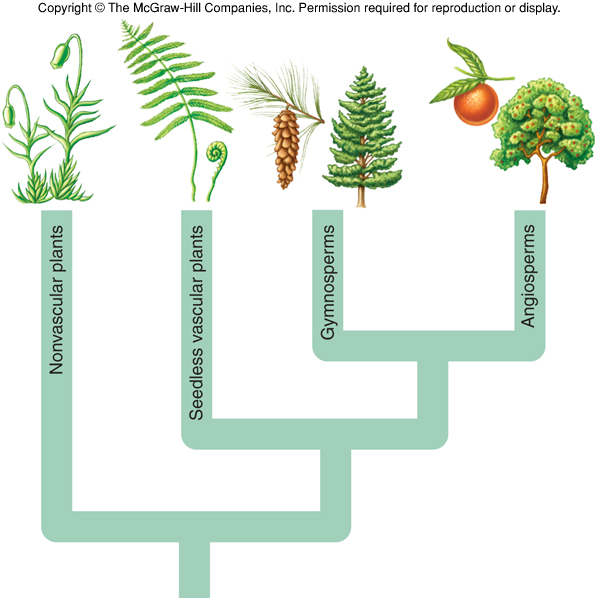 Copyright © The McGraw-Hill Companies, Inc. Permission required for reproduction or display.
Nonvascular plants
Seedless vascular plants
Gymnosperms
Angiosperms